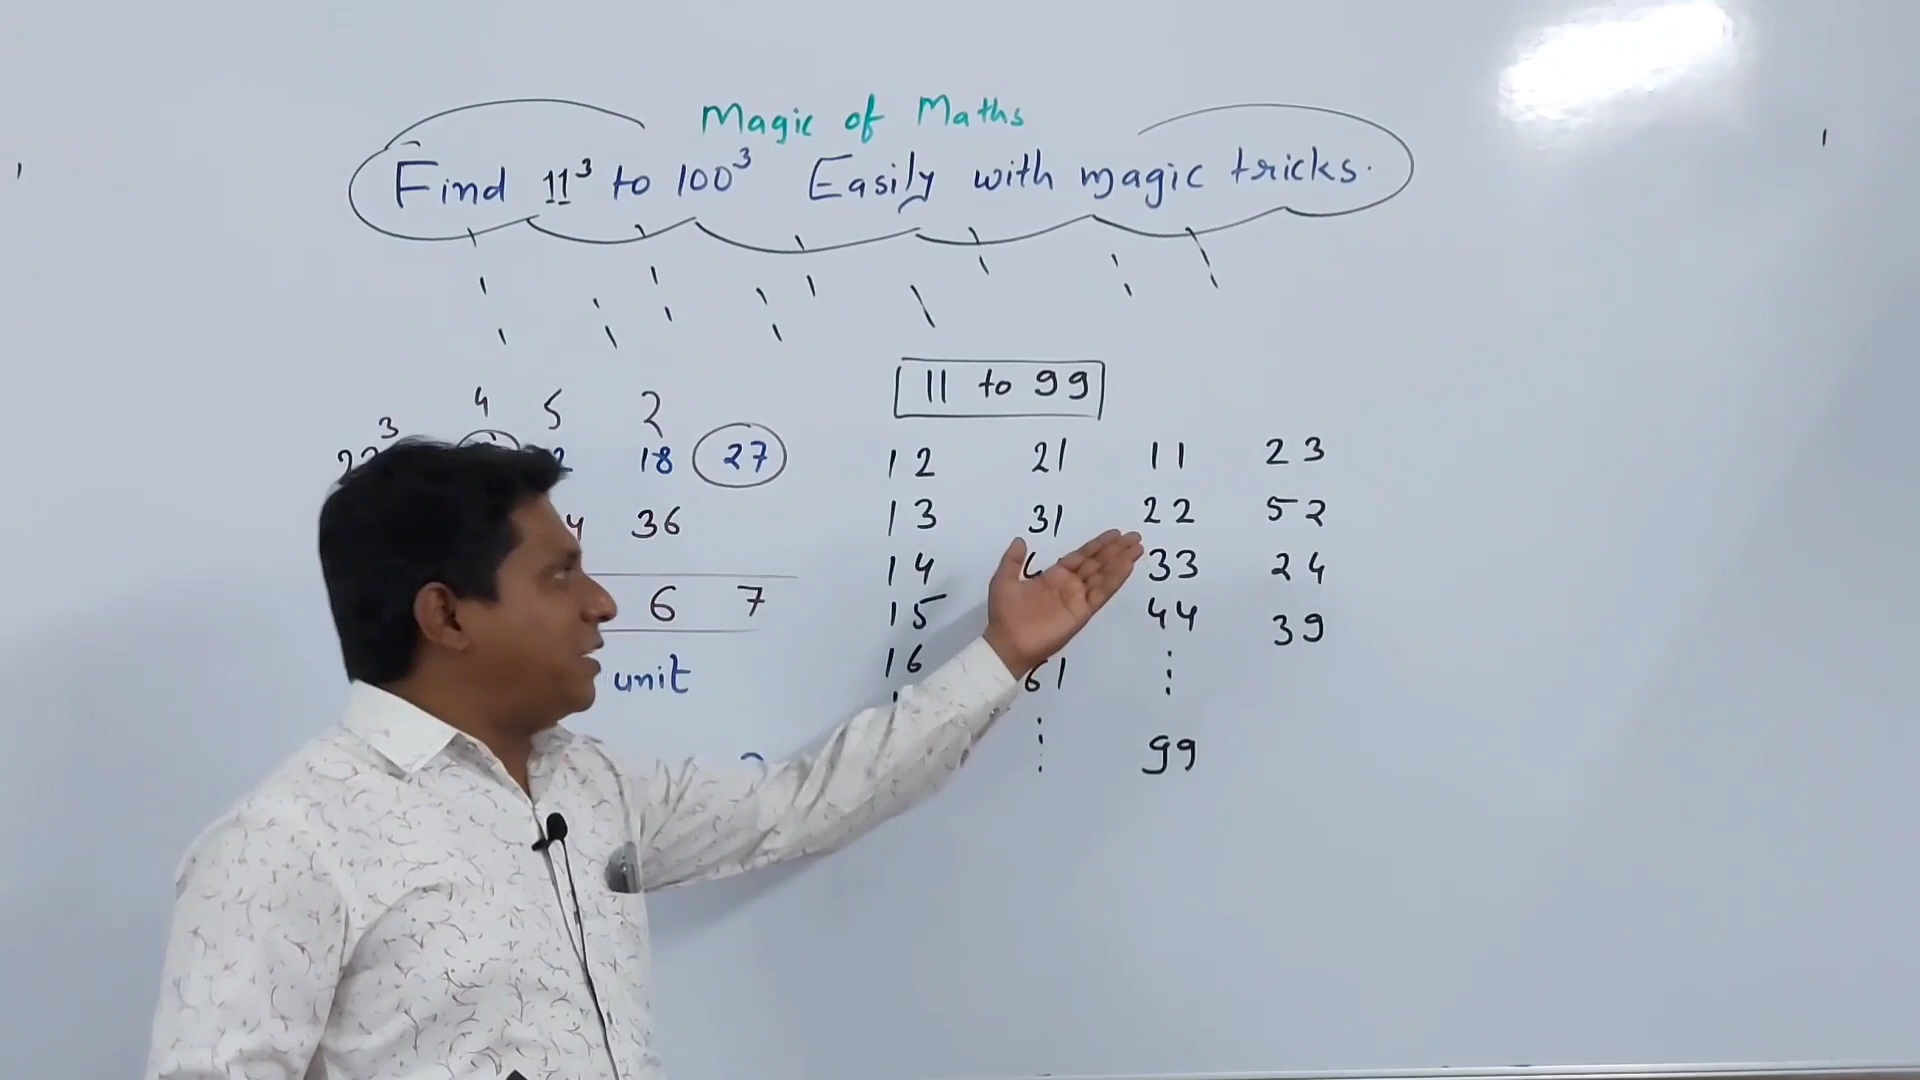 Magic of Maths
Find 11³ to 100³ Easily with magic tricks.
11 to 99
4 5 2
3
18 27
36
6 7
unit
12 21 11 23
13 31 22 52
14 33 24
15 44 39
16 61 ⋮
⋮ 99